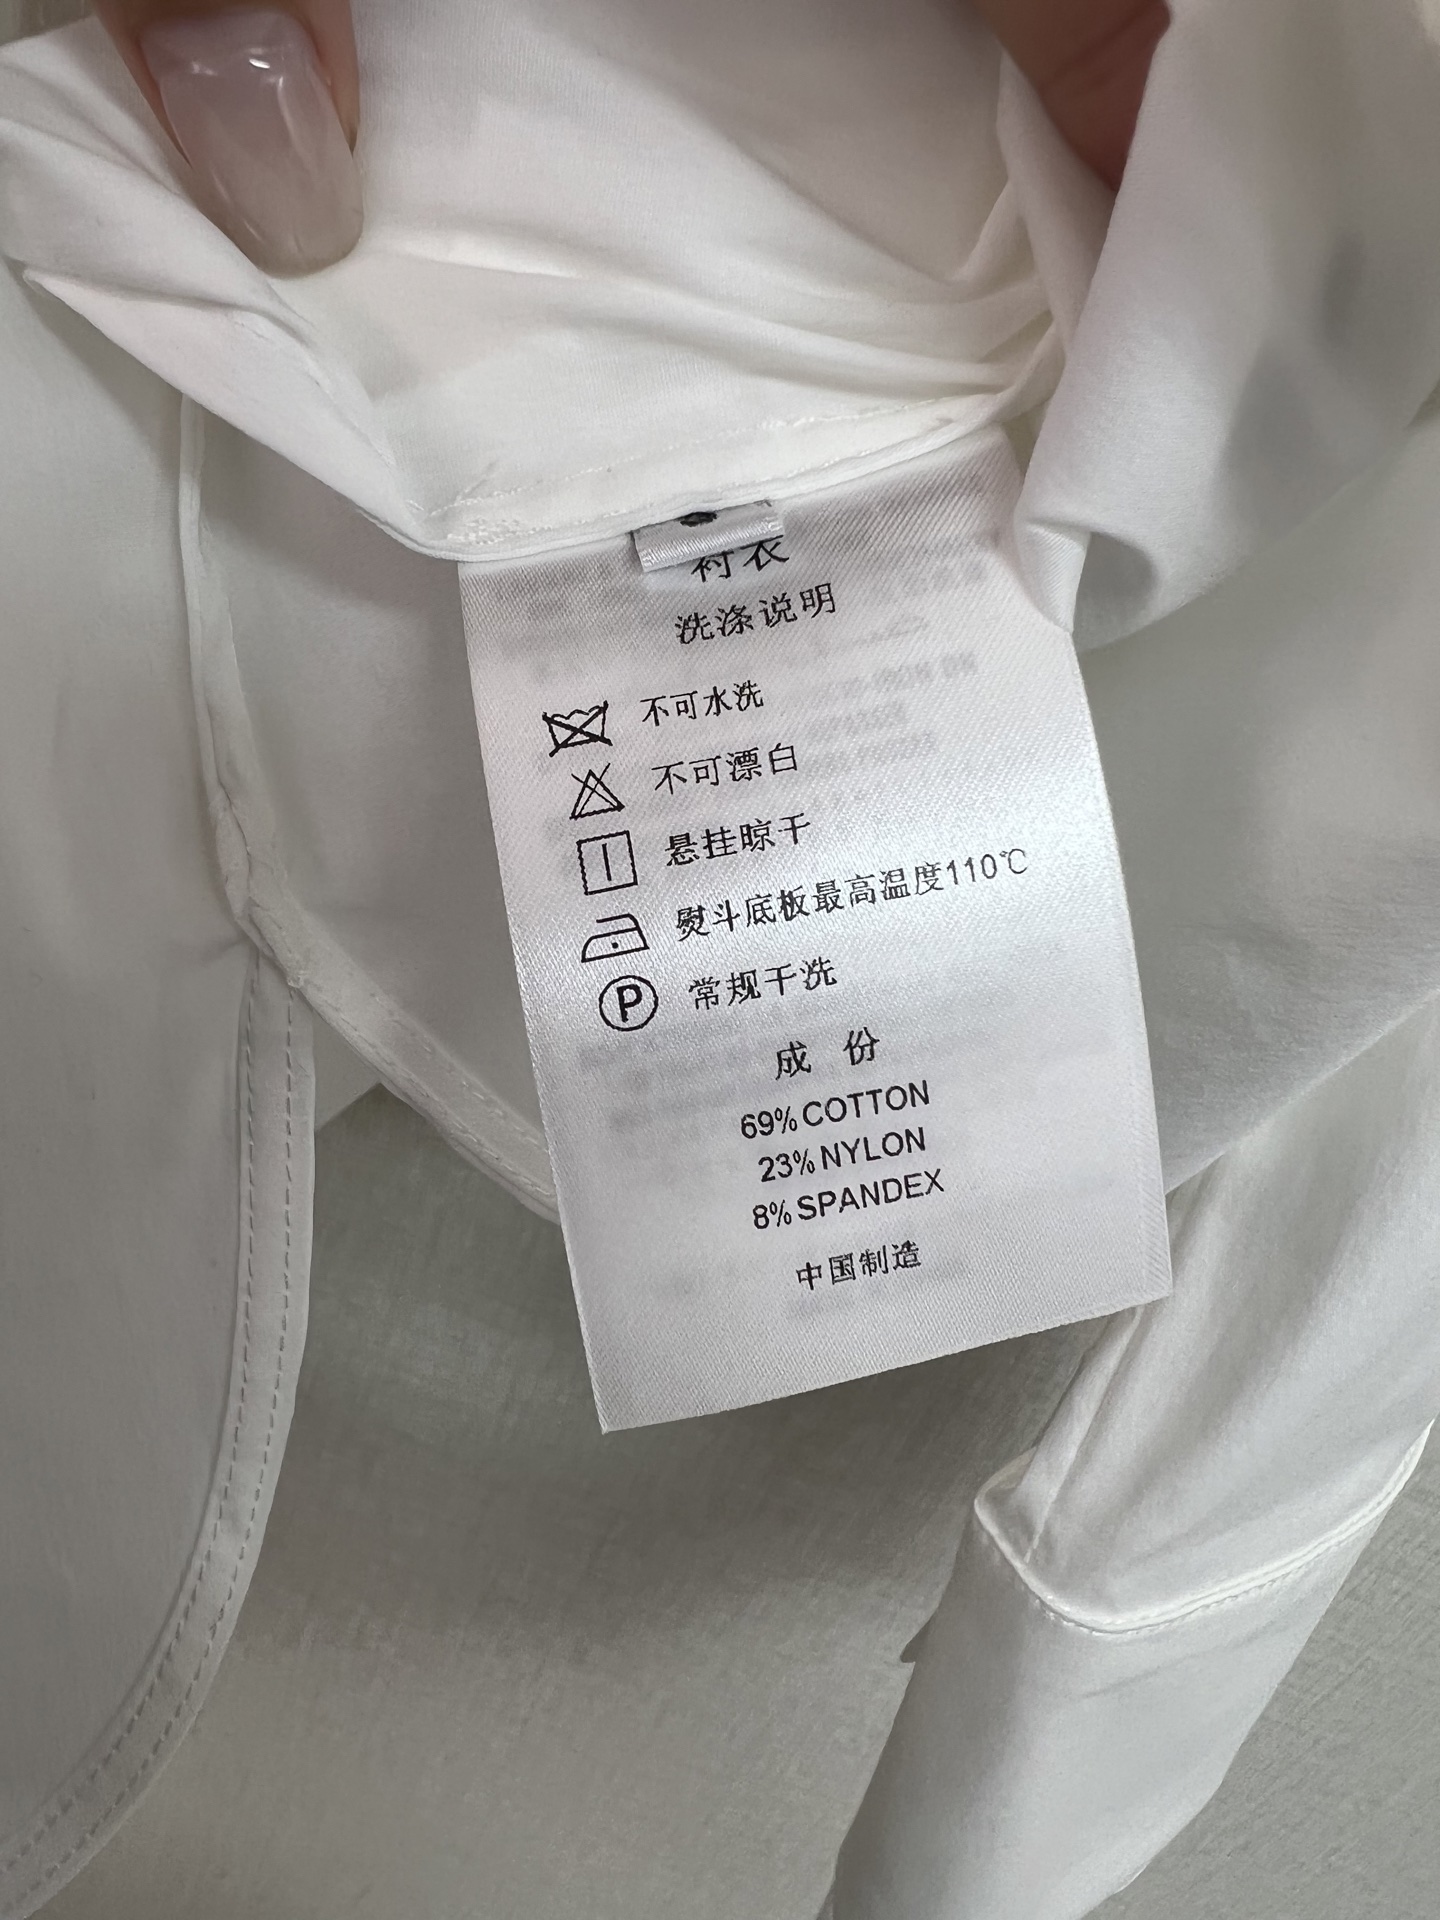 衬衣
洗涤说明
不可水洗
不可漂白
悬挂晾干
熨斗底板最高温度110℃
P 常规干洗
成 份
69% COTTON
23% NYLON
8% SPANDEX
中国制造